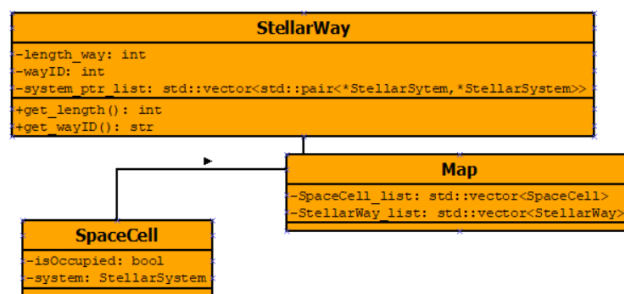 StellarWay
-length_way: int
-wayID: int
-system_ptr_list: std::vector<std::pair<*StellarSytem,*StellarSystem>>
+get_length(): int
+get_wayID(): str
Map
-SpaceCell_list: std::vector<SpaceCell>
-StellarWay_list: std::vector<StellarWay>
SpaceCell
-isOccupied: bool
-system: StellarSystem